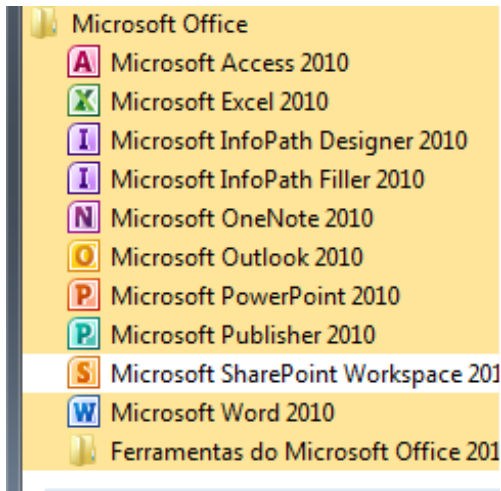 Microsoft Office
Microsoft Access 2010
Microsoft Excel 2010
Microsoft InfoPath Designer 2010
Microsoft InfoPath Filler 2010
Microsoft OneNote 2010
Microsoft Outlook 2010
Microsoft PowerPoint 2010
Microsoft Publisher 2010
Microsoft SharePoint Workspace 201
Microsoft Word 2010
Ferramentas do Microsoft Office 201